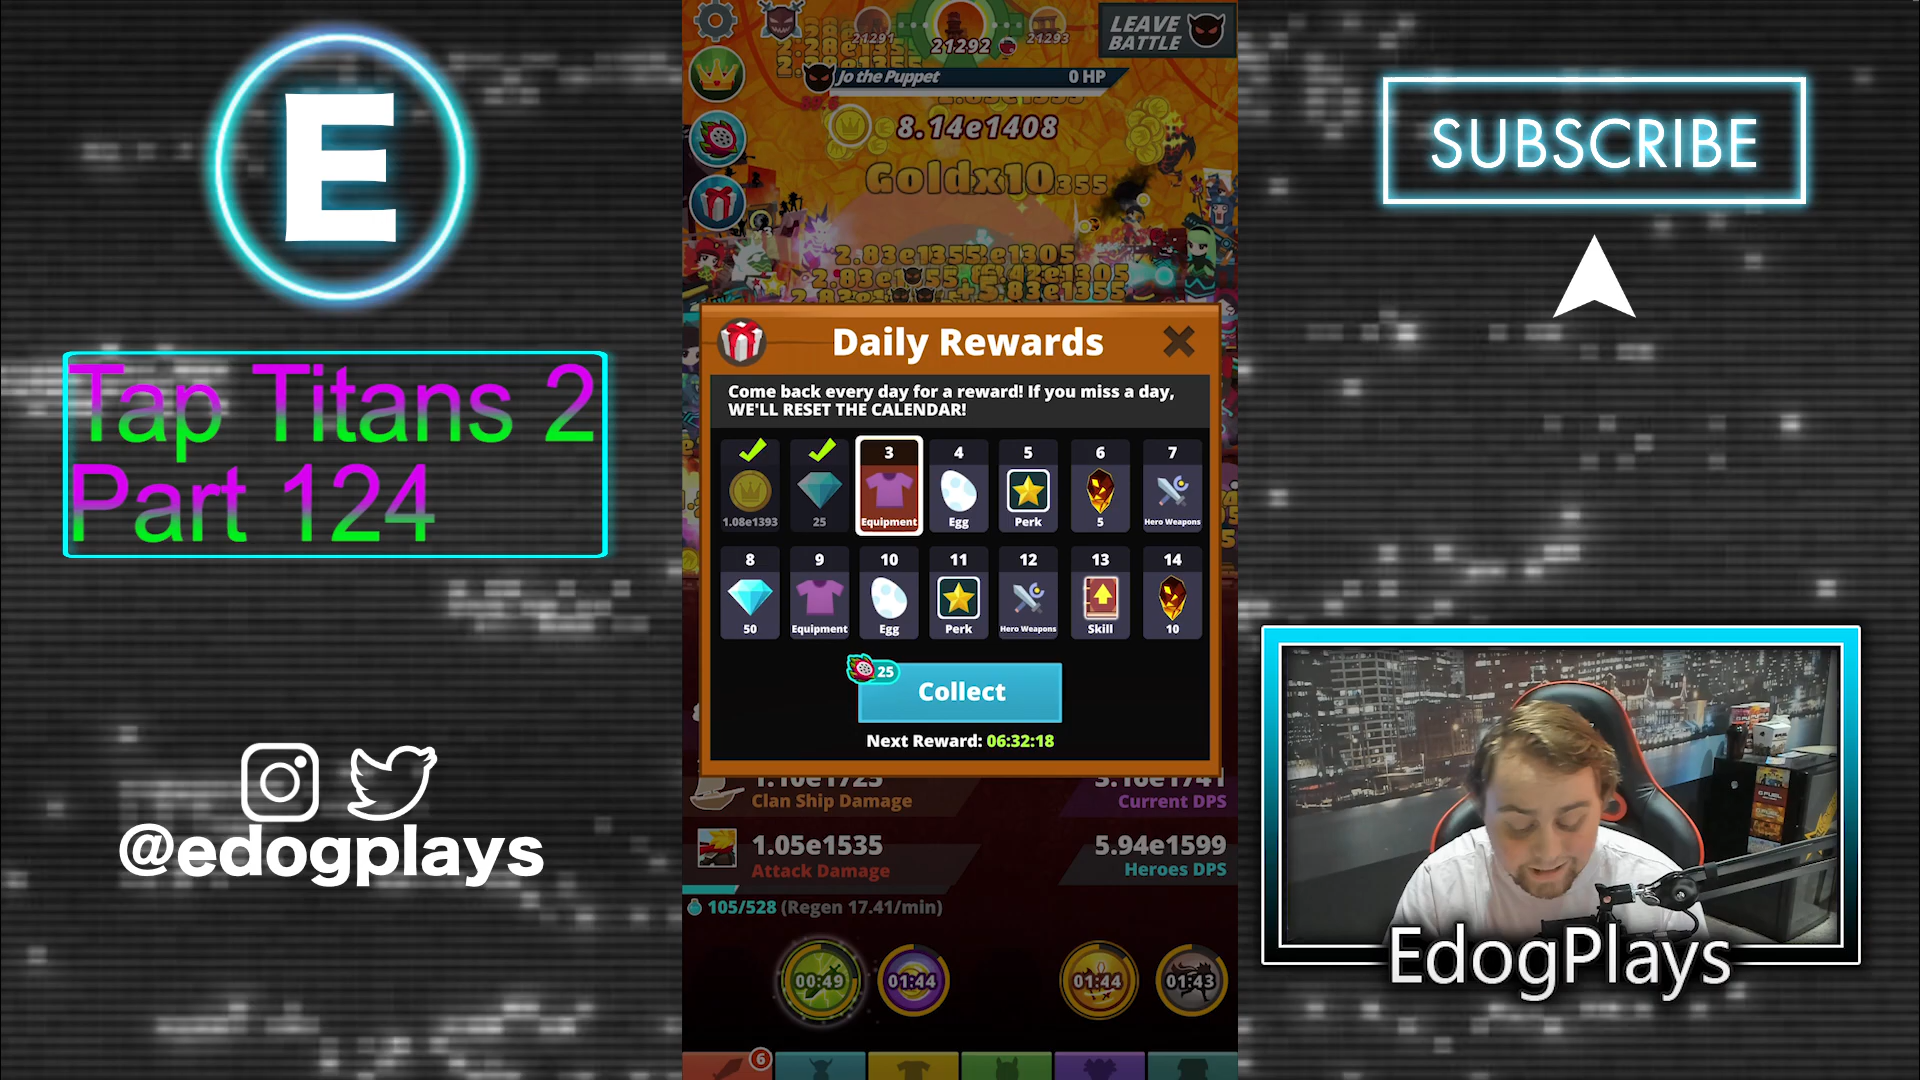 E
Tap Titans 2
Part 124
@edogplays
21291
21292
21293
LEAVE
BATTLE
Jo the Puppet
0 HP
8.14e1408
Goldx10
Daily Rewards
Come back every day for a reward! If you miss a day,
WE'LL RESET THE CALENDAR!
3
4
5
6
7
1.08e1393
25
Equipment
Egg
Perk
5
Hero Weapons
8
9
10
11
12
13
14
50
Equipment
Egg
Perk
Hero Weapons
Skill
10
25
Collect
Next Reward: 06:32:18
Clan Ship Damage
Current DPS
1.05e1535
5.94e1599
Attack Damage
Heroes DPS
105/528 (Regen 17.41/min)
00:49
01:44
01:44
01:43
6
SUBSCRIBE
EdogPlays